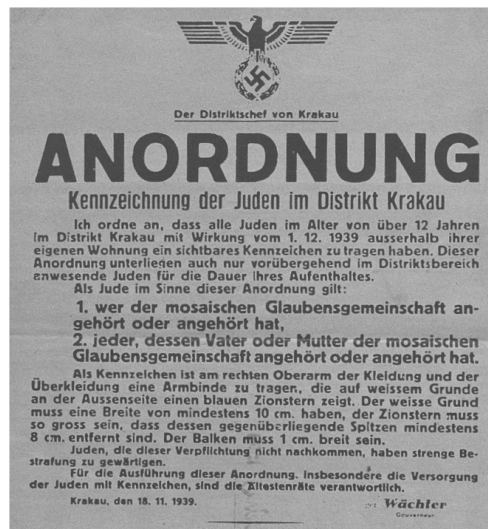 Der Distriktschef von Krakau
ANORDNUNG
Kennzeichnung der Juden im Distrikt Krakau
Ich ordne an, dass alle Juden im Alter von über 12 Jahren
im Distrikt Krakau mit Wirkung vom 1. 12. 1939 ausserhalb ihrer
eigenen Wohnung ein sichtbares Kennzeichen zu tragen haben. Dieser
Anordnung unterliegen auch nur vorübergehend im Distriktsbereich
anwesende Juden für die Dauer ihres Aufenthaltes.
Als Jude im Sinne dieser Anordnung gilt:
1. wer der mosaischen Glaubensgemeinschaft an-
gehört oder angehört hat,
2. jeder, dessen Vater oder Mutter der mosaischen
Glaubensgemeinschaft angehört oder angehört hat.
Als Kennzeichen ist am rechten Oberarm der Kleidung und der
Überkleidung eine Armbinde zu tragen, die auf weissem Grunde
an der Aussenseite einen blauen Zionstern zeigt. Der weisse Grund
muss eine Breite von mindestens 10 cm. haben, der Zionstern muss
so gross sein, dass dessen gegenüberliegende Spitzen mindestens
8 cm. entfernt sind. Der Balken muss 1 cm. breit sein.
Juden, die dieser Verpflichtung nicht nachkommen, haben strenge Be-
strafung zu gewärtigen.
Für die Ausführung dieser Anordnung, insbesondere die Versorgung
der Juden mit Kennzeichen, sind die Ältestenräte verantwortlich.
Krakau, den 18. 11. 1939.
Wächter
Gouverneur